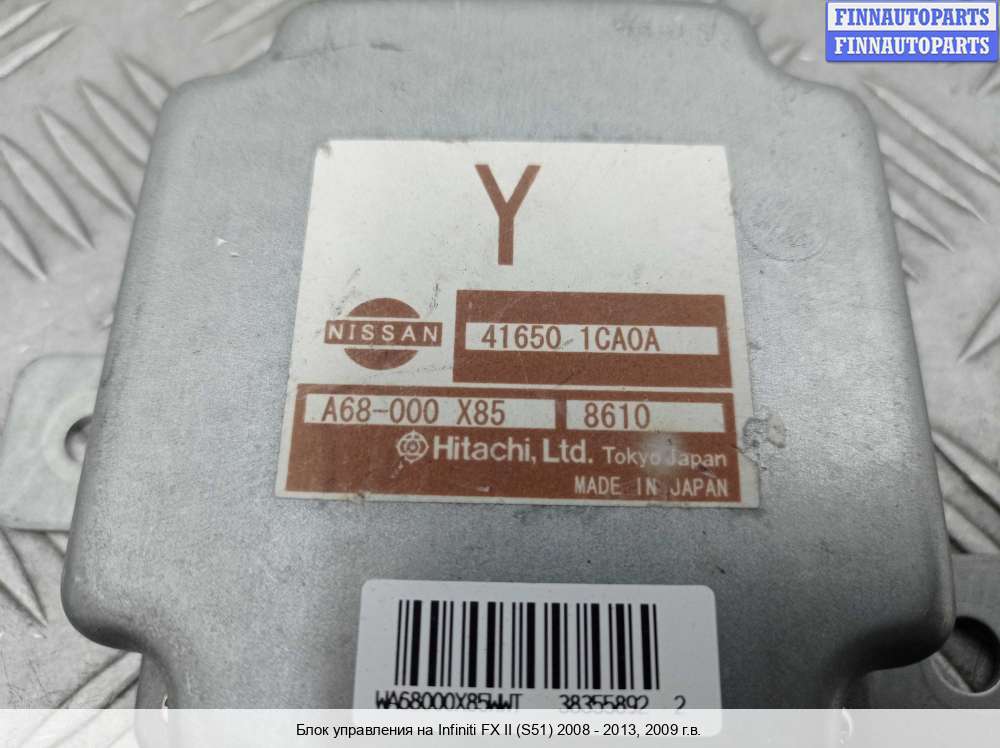 FINNAUTOPARTS
FINNAUTOPARTS
Y
NISSAN
41650 1CA0A
A68-000 X85
8610
Hitachi, Ltd. Tokyo Japan
MADE IN JAPAN
WA68000X85WWT 38355892 2
Блок управления на Infiniti FX II (S51) 2008 - 2013, 2009 г.в.